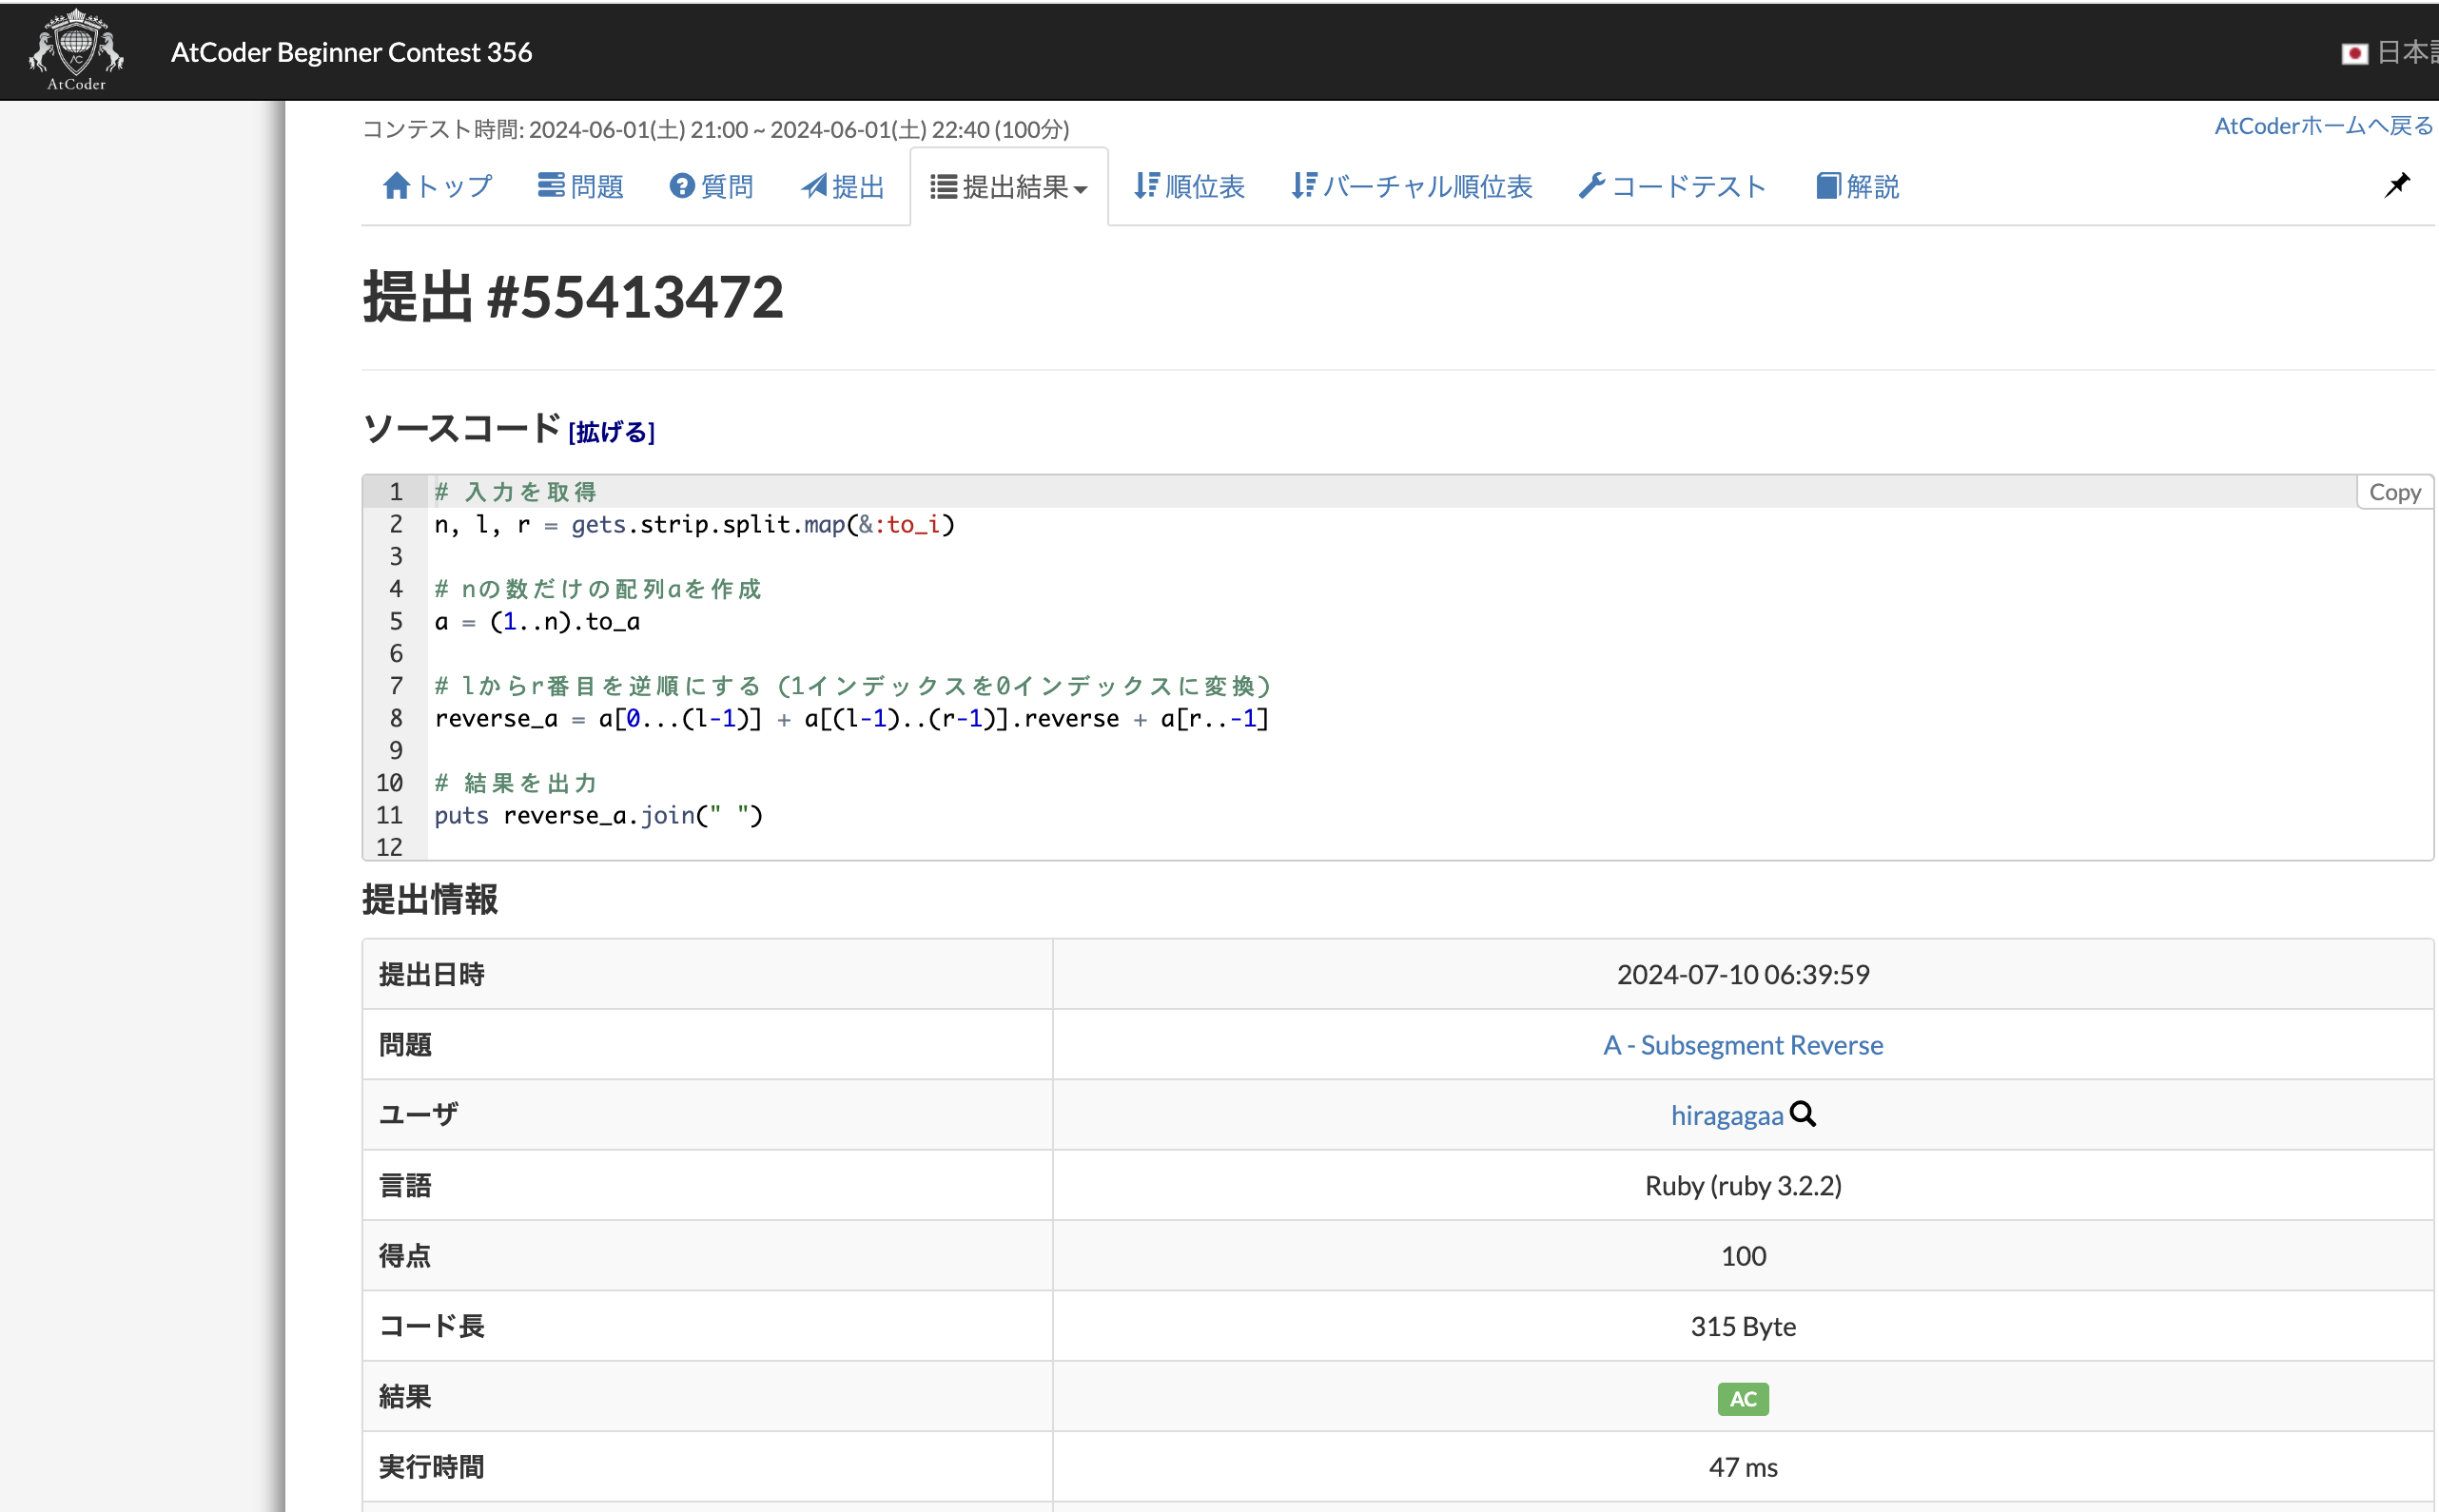 AtCoder
AtCoder Beginner Contest 356
日本
コンテスト時間: 2024-06-01(土) 21:00 ~ 2024-06-01(土) 22:40 (100分)
AtCoderホームへ戻る
トップ 問題 質問 提出 提出結果 順位表 バーチャル順位表 コードテスト 解説
提出 #55413472
ソースコード [拡げる]
Copy
1 # 入力を取得
2 n, l, r = gets.strip.split.map(&:to_i)
3
4 # nの数だけの配列aを作成
5 a = (1..n).to_a
6
7 # lからr番目を逆順にする (1インデックスを0インデックスに変換)
8 reverse_a = a[0...(l-1)] + a[(l-1)..(r-1)].reverse + a[r..-1]
9
10 # 結果を出力
11 puts reverse_a.join(" ")
12
提出情報
提出日時 2024-07-10 06:39:59
問題 A - Subsegment Reverse
ユーザ hiragagaa
言語 Ruby (ruby 3.2.2)
得点 100
コード長 315 Byte
結果 AC
実行時間 47 ms